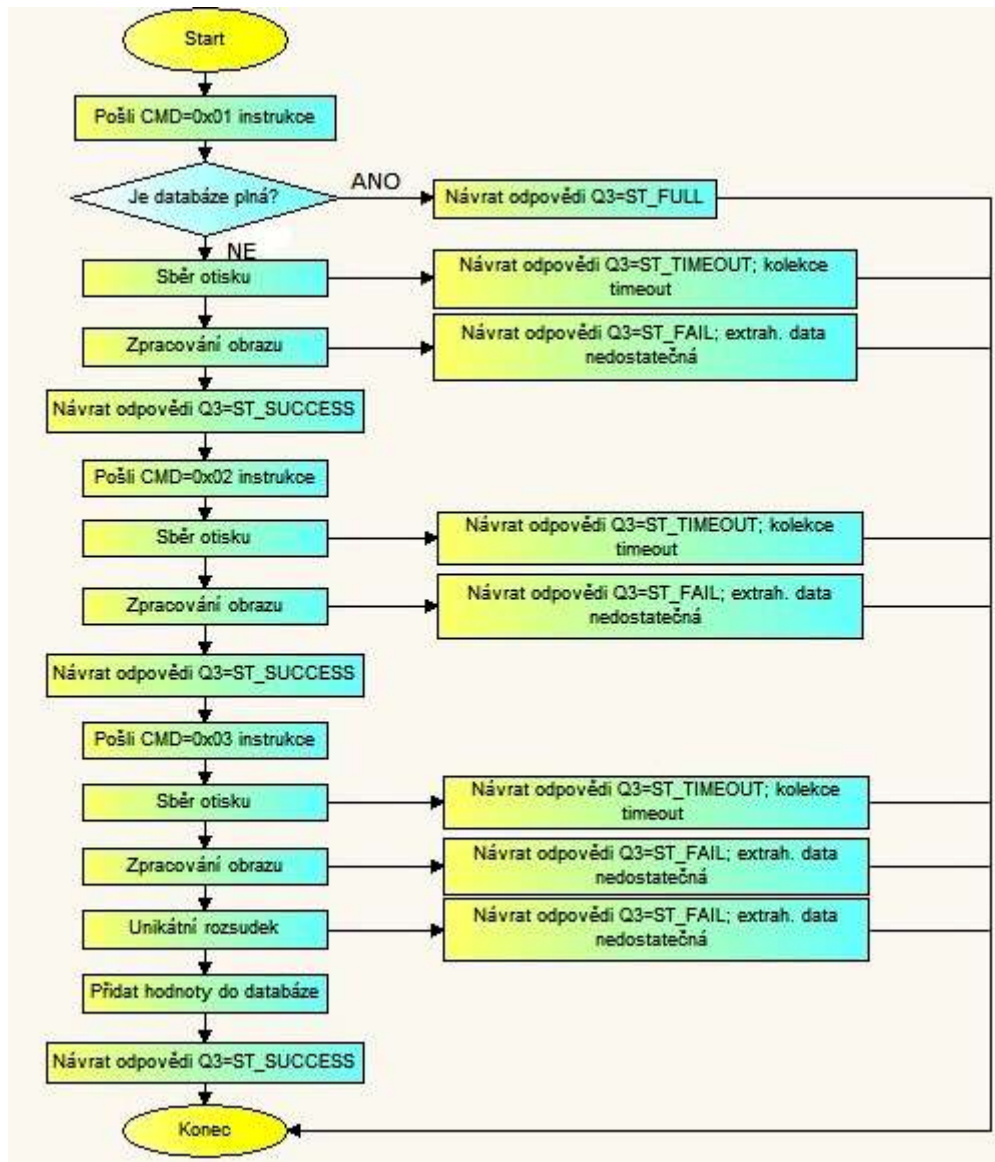 Start
Pošli CMD=0x01 instrukce
Je databáze plná?
ANO
Návrat odpovědi Q3=ST_FULL
NE
Sběr otisku
Návrat odpovědi Q3=ST_TIMEOUT; kolekce
timeout
Zpracování obrazu
Návrat odpovědi Q3=ST_FAIL; extrah. data
nedostatečná
Návrat odpovědi Q3=ST_SUCCESS
Pošli CMD=0x02 instrukce
Sběr otisku
Návrat odpovědi Q3=ST_TIMEOUT; kolekce
timeout
Zpracování obrazu
Návrat odpovědi Q3=ST_FAIL; extrah. data
nedostatečná
Návrat odpovědi Q3=ST_SUCCESS
Pošli CMD=0x03 instrukce
Sběr otisku
Návrat odpovědi Q3=ST_TIMEOUT; kolekce
timeout
Zpracování obrazu
Návrat odpovědi Q3=ST_FAIL; extrah. data
nedostatečná
Unikátní rozsudek
Návrat odpovědi Q3=ST_FAIL; extrah. data
nedostatečná
Přidat hodnoty do databáze
Návrat odpovědi Q3=ST_SUCCESS
Konec